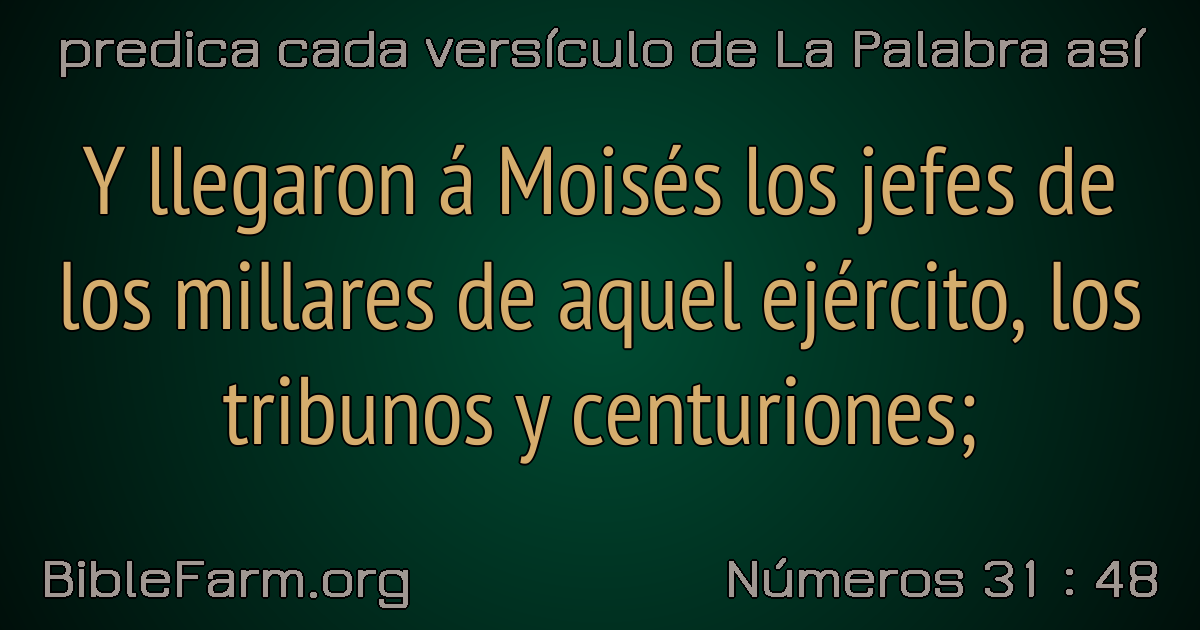 predica cada versículo de La Palabra así
Y llegaron á Moisés los jefes de
los millares de aquel ejército, los
tribunos y centuriones;
BibleFarm.org
Números 31 : 48